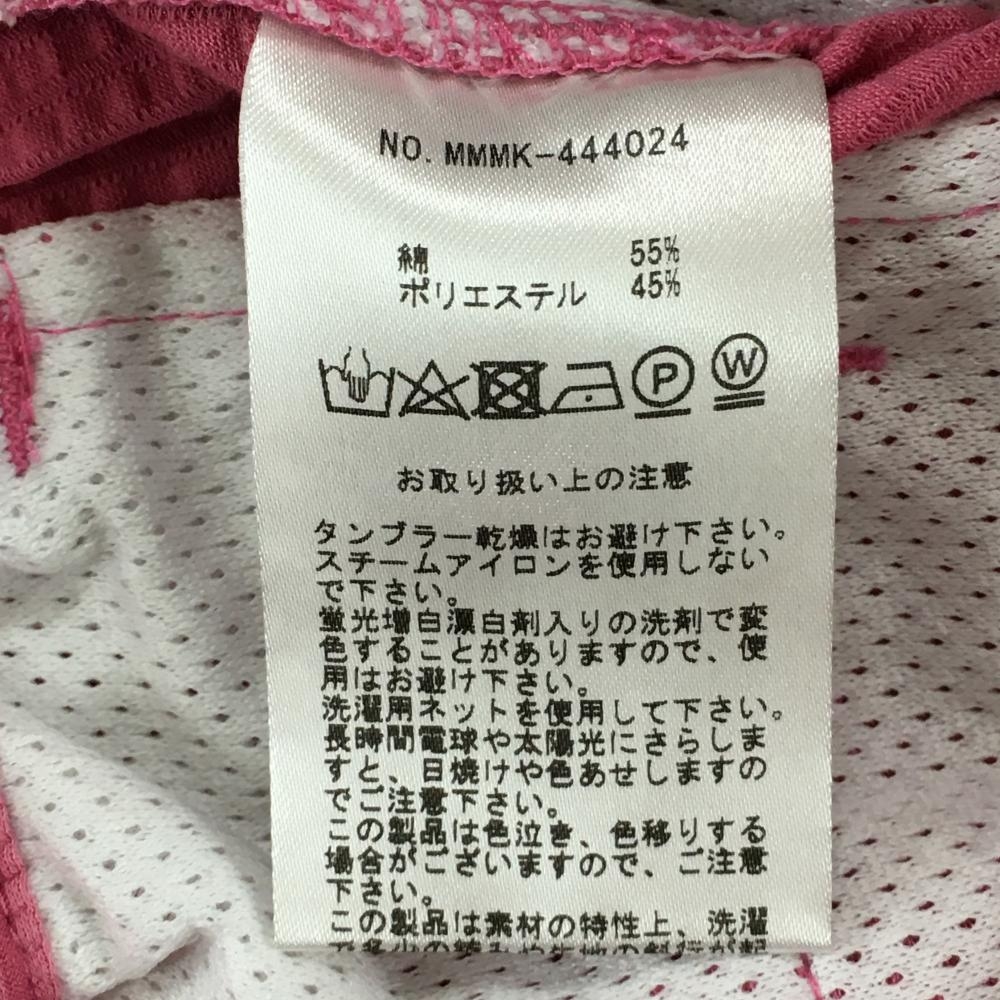 NO. MMMK-444024
綿 55%
ポリエステル 45%
P W
お取り扱い上の注意
タンブラー乾燥はお避け下さい。
スチームアイロンを使用しない
で下さい。
蛍光増白漂白剤入りの洗剤で変
色することがありますので、使
用はお避け下さい。
洗濯用ネットを使用して下さい。
長時間電球や太陽光にさらしま
すと、日焼けや色あせしますの
でご注意下さい。
この製品は色泣き、色移りする
場合がございますので、ご注意
下さい。
この製品は素材の特性上、洗濯